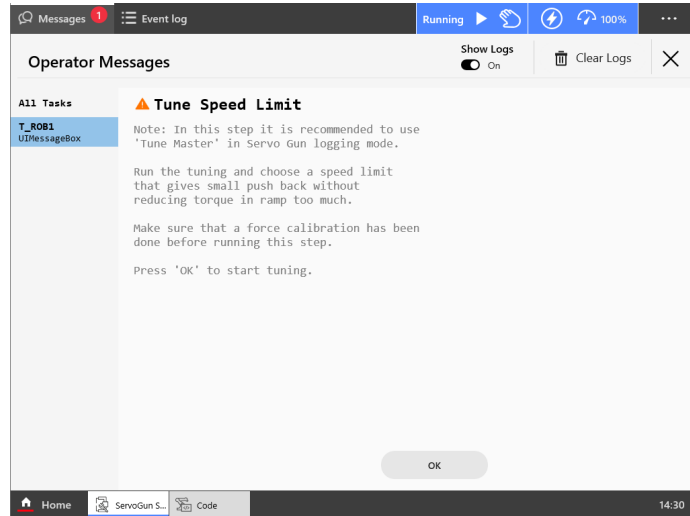 Messages 1
Event log
Running
100%
...
Operator Messages
Show Logs
On
Clear Logs
All Tasks
T_ROB1
UIMessageBox
Tune Speed Limit
Note: In this step it is recommended to use
'Tune Master' in Servo Gun logging mode.
Run the tuning and choose a speed limit
that gives small push back without
reducing torque in ramp too much.
Make sure that a force calibration has been
done before running this step.
Press 'OK' to start tuning.
OK
Home
ServoGun S...
Code
14:30